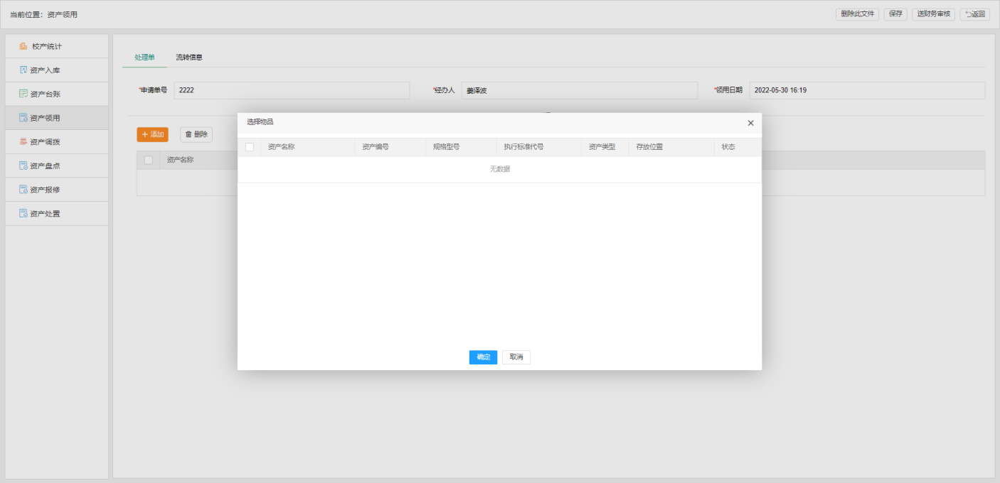 当前位置：资产领用
删除此文件 保存 送财务审核 返回
校产统计
资产入库
资产台账
资产领用
资产调拨
资产盘点
资产报修
资产处置
处理单 流转信息
*申请单号 2222 *经办人 姜泽波 *领用日期 2022-05-30 16:19
添加 删除
资产名称
选择物品
资产名称 资产编号 规格型号 执行标准代号 资产类型 存放位置 状态
无数据
确定 取消